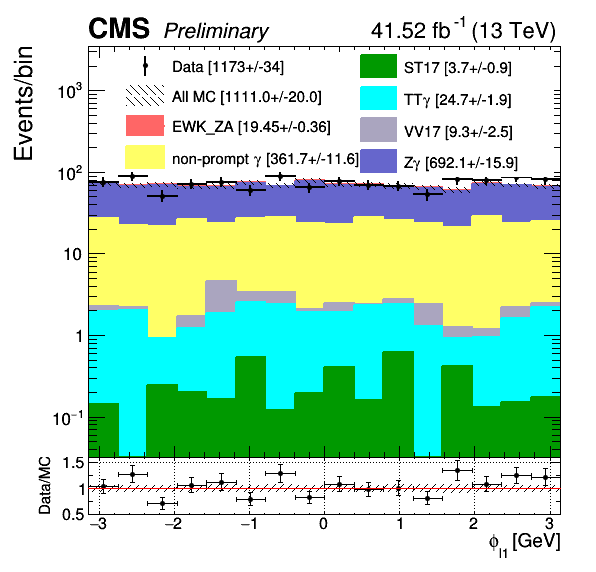 CMS Preliminary 41.52 fb⁻¹ (13 TeV)
Events/bin
Data [1173+/-34]
All MC [1111.0+/-20.0]
EWK_ZA [19.45+/-0.36]
non-prompt γ [361.7+/-11.6]
ST17 [3.7+/-0.9]
TTγ [24.7+/-1.9]
VV17 [9.3+/-2.5]
Zγ [692.1+/-15.9]
10³
10²
10
1
10⁻¹
Data/MC
1.5
1
0.5
−3 −2 −1 0 1 2 3
ϕ_l1 [GeV]